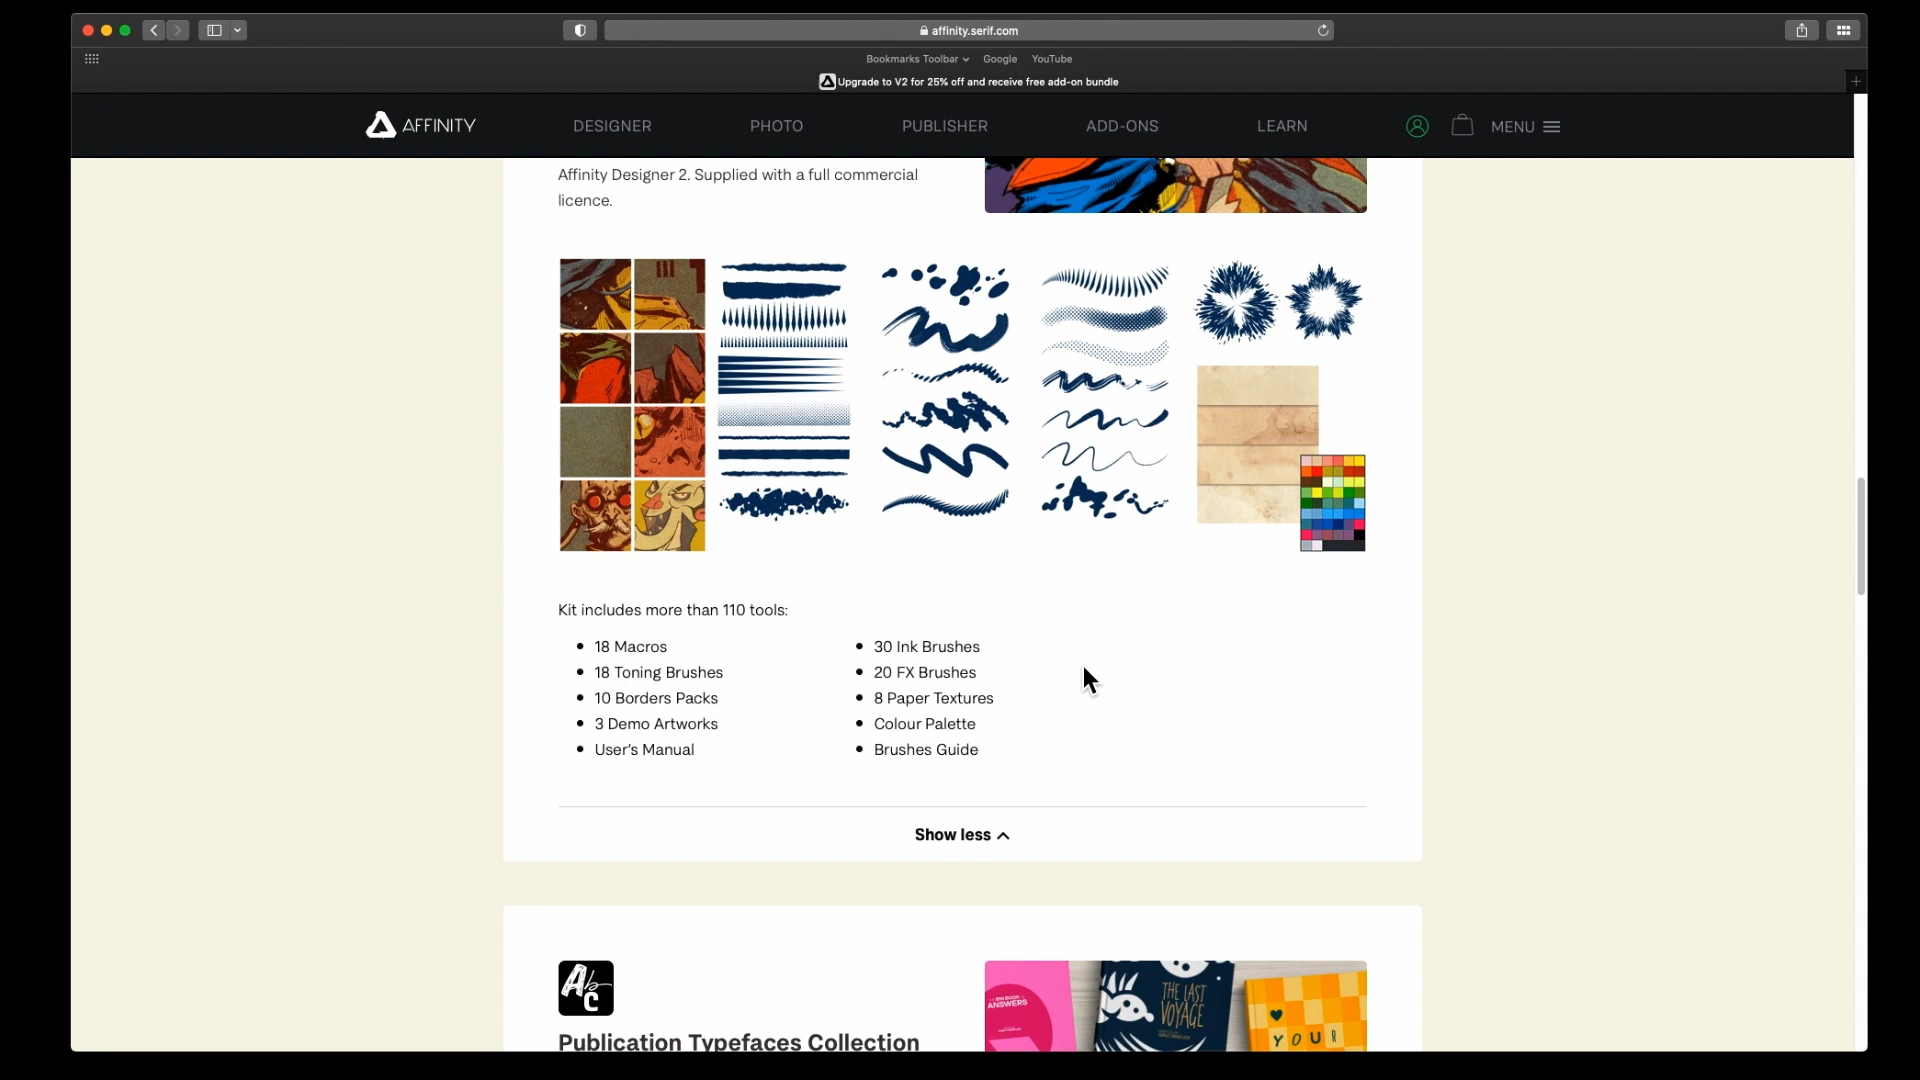 affinity.serif.com
Bookmarks Toolbar Google YouTube
Upgrade to V2 for 25% off and receive free add-on bundle
AFFINITY DESIGNER PHOTO PUBLISHER ADD-ONS LEARN MENU
Affinity Designer 2. Supplied with a full commercial
licence.
Kit includes more than 110 tools:
18 Macros
18 Toning Brushes
10 Borders Packs
3 Demo Artworks
User's Manual
30 Ink Brushes
20 FX Brushes
8 Paper Textures
Colour Palette
Brushes Guide
Show less
Abc
Publication Typefaces Collection
ANSWERS
THE LAST
VOYAGE
YOUR